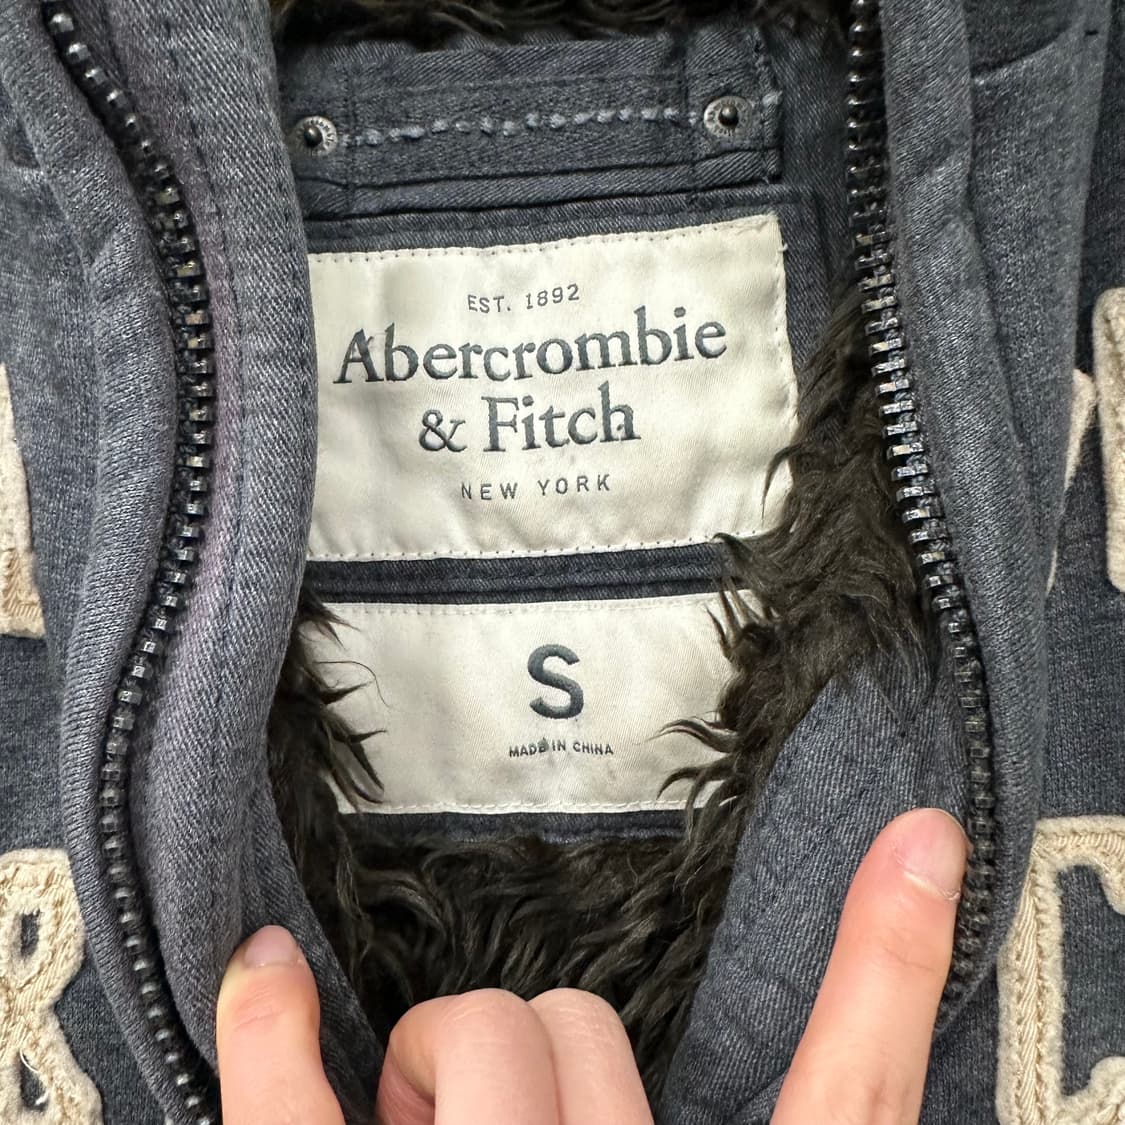 EST. 1892
Abercrombie
& Fitch
NEW YORK
S
MADE IN CHINA
B
C